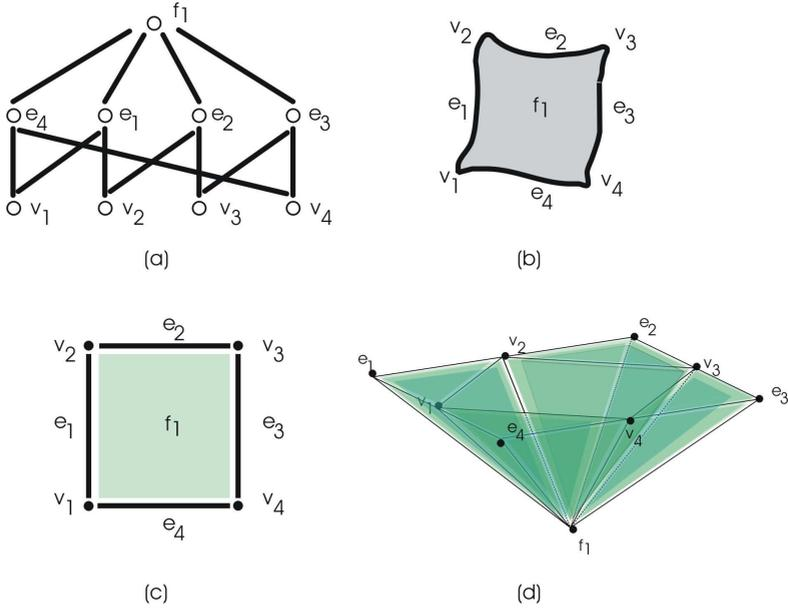 f1
e4 e1 e2 e3
v1 v2 v3 v4
(a)
v2 e2 v3
e1 f1 e3
v1 e4 v4
(b)
e2
v2 v3
e1 f1 e3
v1 v4
e4
(c)
e2
v2
e1 v3
e3
v1
e4 v4
f1
(d)